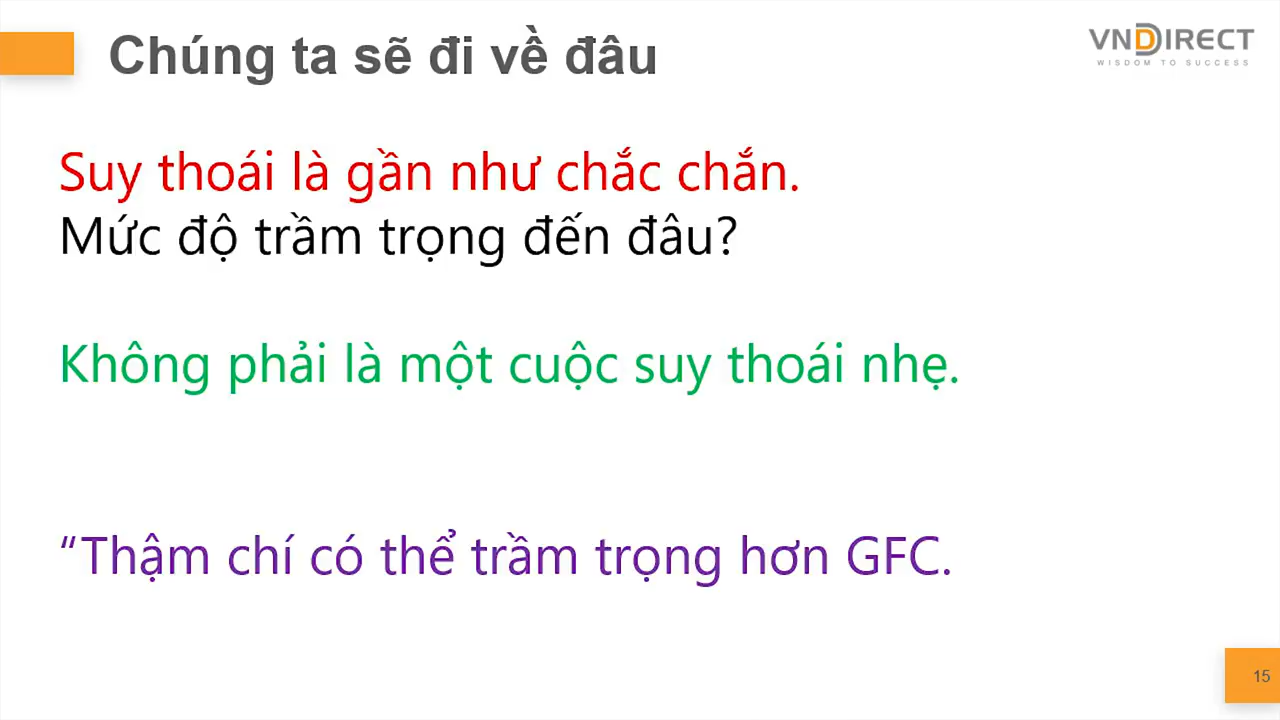 Chúng ta sẽ đi về đâu
VNDIRECT
WISDOM TO SUCCESS
Suy thoái là gần như chắc chắn.
Mức độ trầm trọng đến đâu?
Không phải là một cuộc suy thoái nhẹ.
“Thậm chí có thể trầm trọng hơn GFC.
15